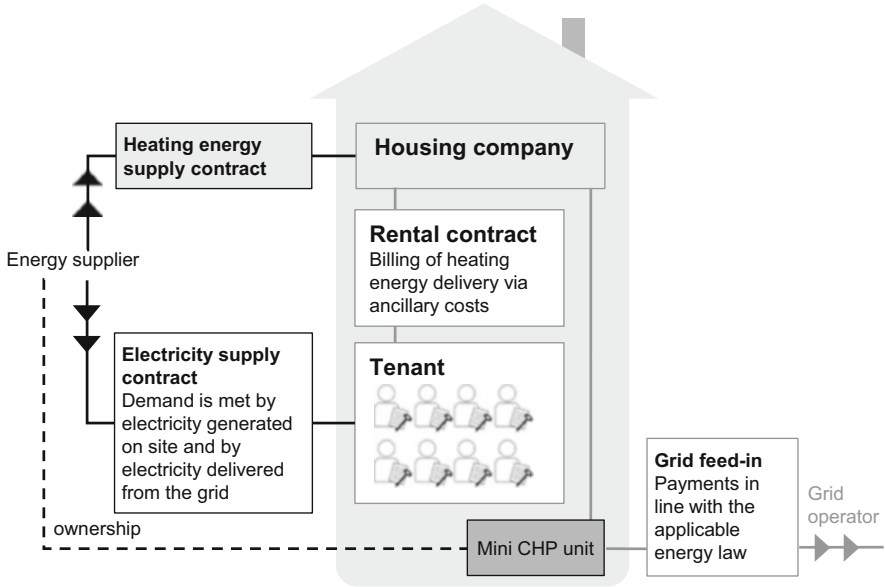 Heating energy
supply contract
Housing company
Rental contract
Billing of heating
energy delivery via
ancillary costs
Energy supplier
Electricity supply
contract
Demand is met by
electricity generated
on site and by
electricity delivered
from the grid
Tenant
Grid feed-in
Payments in
line with the
applicable
energy law
Grid
operator
ownership
Mini CHP unit